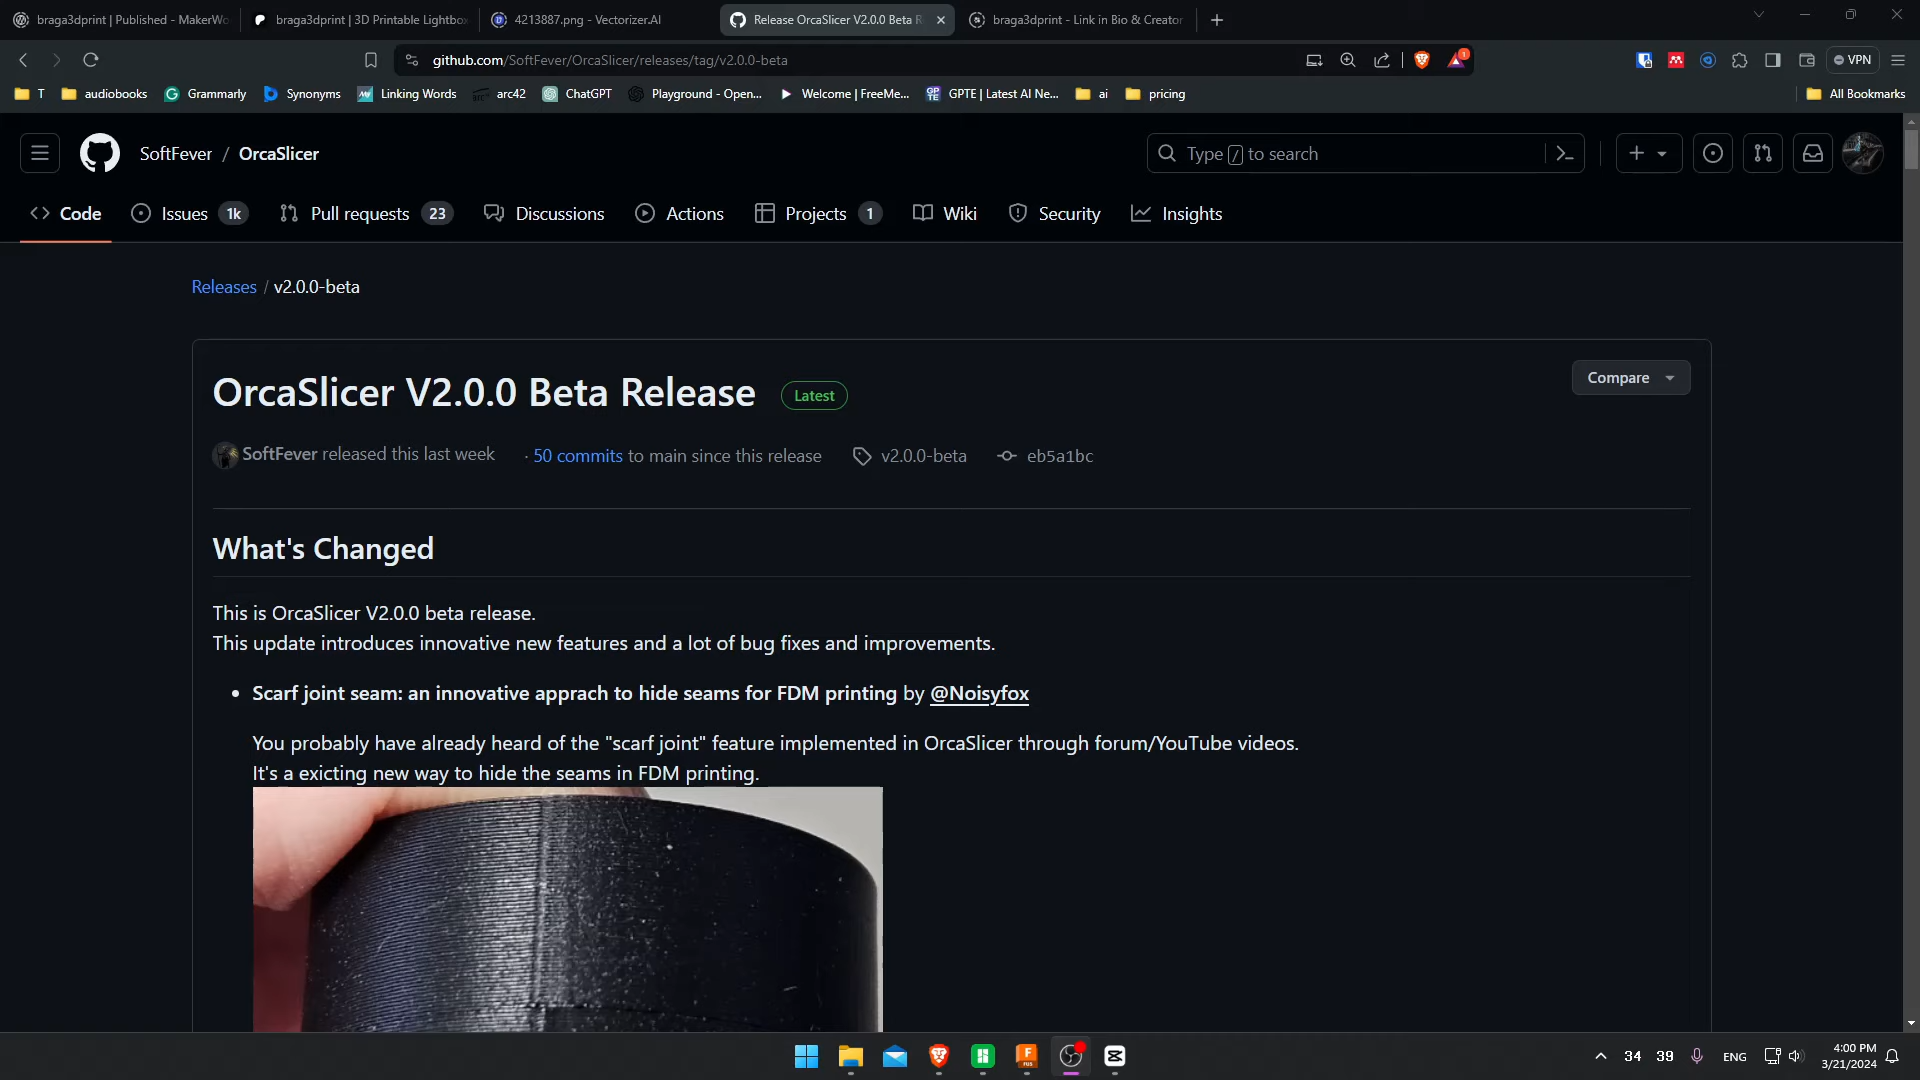 braga3dprint | Published - MakerWo
braga3dprint | 3D Printable Lightbox
4213887.png - Vectorizer.AI
Release OrcaSlicer V2.0.0 Beta R
braga3dprint - Link in Bio & Creator
github.com/SoftFever/OrcaSlicer/releases/tag/v2.0.0-beta
1
VPN
T
audiobooks
Grammarly
Synonyms
Linking Words
arc42
ChatGPT
Playground - Open...
Welcome | FreeMe...
GPTE | Latest AI Ne...
ai
pricing
All Bookmarks
SoftFever / OrcaSlicer
Type / to search
Code
Issues 1k
Pull requests 23
Discussions
Actions
Projects 1
Wiki
Security
Insights
Releases / v2.0.0-beta
OrcaSlicer V2.0.0 Beta Release
Latest
Compare
SoftFever released this last week
· 50 commits to main since this release
v2.0.0-beta
eb5a1bc
What's Changed
This is OrcaSlicer V2.0.0 beta release.
This update introduces innovative new features and a lot of bug fixes and improvements.
• Scarf joint seam: an innovative apprach to hide seams for FDM printing by @Noisyfox
You probably have already heard of the "scarf joint" feature implemented in OrcaSlicer through forum/YouTube videos.
It's a exicting new way to hide the seams in FDM printing.
34
39
ENG
4:00 PM
3/21/2024